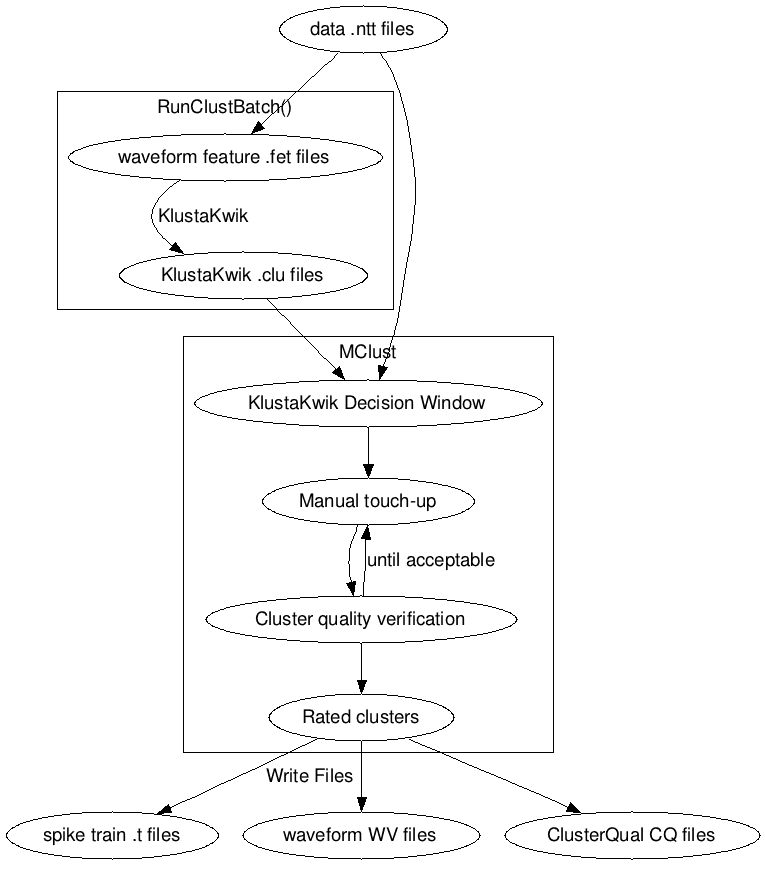 data .ntt files
RunClustBatch()
waveform feature .fet files
KlustaKwik
KlustaKwik .clu files
MClust
KlustaKwik Decision Window
Manual touch-up
until acceptable
Cluster quality verification
Rated clusters
Write Files
spike train .t files
waveform WV files
ClusterQual CQ files